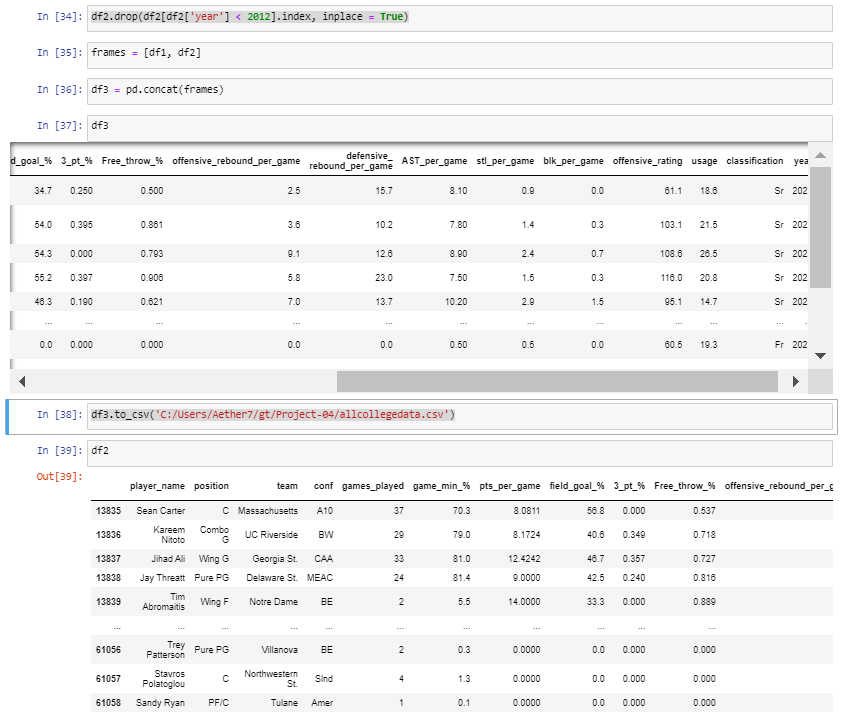 In [34]: df2.drop(df2[df2['year'] < 2012].index, inplace = True)
In [35]: frames = [df1, df2]
In [36]: df3 = pd.concat(frames)
In [37]: df3
d_goal_% 3_pt_% Free_throw_% offensive_rebound_per_game defensive_ rebound_per_game AST_per_game stl_per_game blk_per_game offensive_rating usage classification yea
34.7 0.250 0.500 2.5 15.7 8.10 0.9 0.0 61.1 18.6 Sr 202
54.0 0.395 0.861 3.6 10.2 7.80 1.4 0.3 103.1 21.5 Sr 202
54.3 0.000 0.793 9.1 12.6 8.90 2.4 0.7 108.6 26.5 Sr 202
55.2 0.397 0.906 5.8 23.0 7.50 1.5 0.3 116.0 20.8 Sr 202
46.3 0.190 0.621 7.0 13.7 10.20 2.9 1.5 95.1 14.7 Sr 202
... ... ... ... ... ... ... ... ... ... ... .
0.0 0.000 0.000 0.0 0.0 0.50 0.5 0.0 60.5 19.3 Fr 202
In [38]: df3.to_csv('C:/Users/Aether7/gt/Project-04/allcollegedata.csv')
In [39]: df2
Out[39]:
player_name position team conf games_played game_min_% pts_per_game field_goal_% 3_pt_% Free_throw_% offensive_rebound_per_g
13835 Sean Carter C Massachusetts A10 37 70.3 8.0811 56.8 0.000 0.537
13836 Kareem Nitoto Combo G UC Riverside BW 29 79.0 8.1724 40.6 0.349 0.718
13837 Jihad Ali Wing G Georgia St. CAA 33 81.0 12.4242 46.7 0.357 0.727
13838 Jay Threatt Pure PG Delaware St. MEAC 24 81.4 9.0000 42.5 0.240 0.816
13839 Tim Abromaitis Wing F Notre Dame BE 2 5.5 14.0000 33.3 0.000 0.889
... ... ... ... ... ... ... ... ... ... ...
61056 Trey Patterson Pure PG Villanova BE 2 0.3 0.0000 0.0 0.000 0.000
61057 Stavros Polatoglou C Northwestern St. Slnd 4 1.3 0.0000 0.0 0.000 0.000
61058 Sandy Ryan PF/C Tulane Amer 1 0.1 0.0000 0.0 0.000 0.000